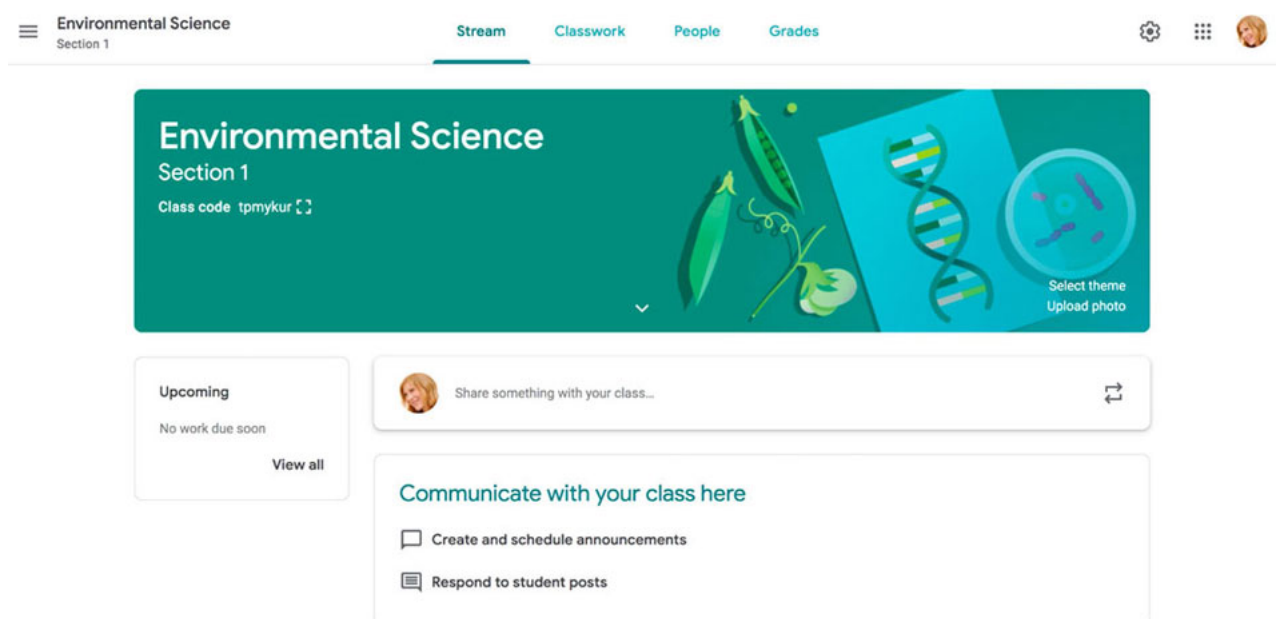 Environmental Science
Section 1
Stream Classwork People Grades
Environmental Science
Section 1
Class code tpmykur
Select theme
Upload photo
Upcoming
No work due soon
View all
Share something with your class...
Communicate with your class here
Create and schedule announcements
Respond to student posts